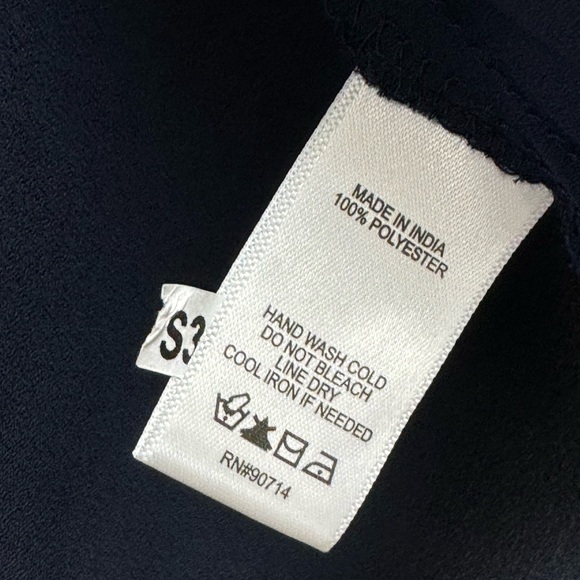 MADE IN INDIA
100% POLYESTER
HAND WASH COLD
DO NOT BLEACH
LINE DRY
COOL IRON IF NEEDED
RN#90714
S3